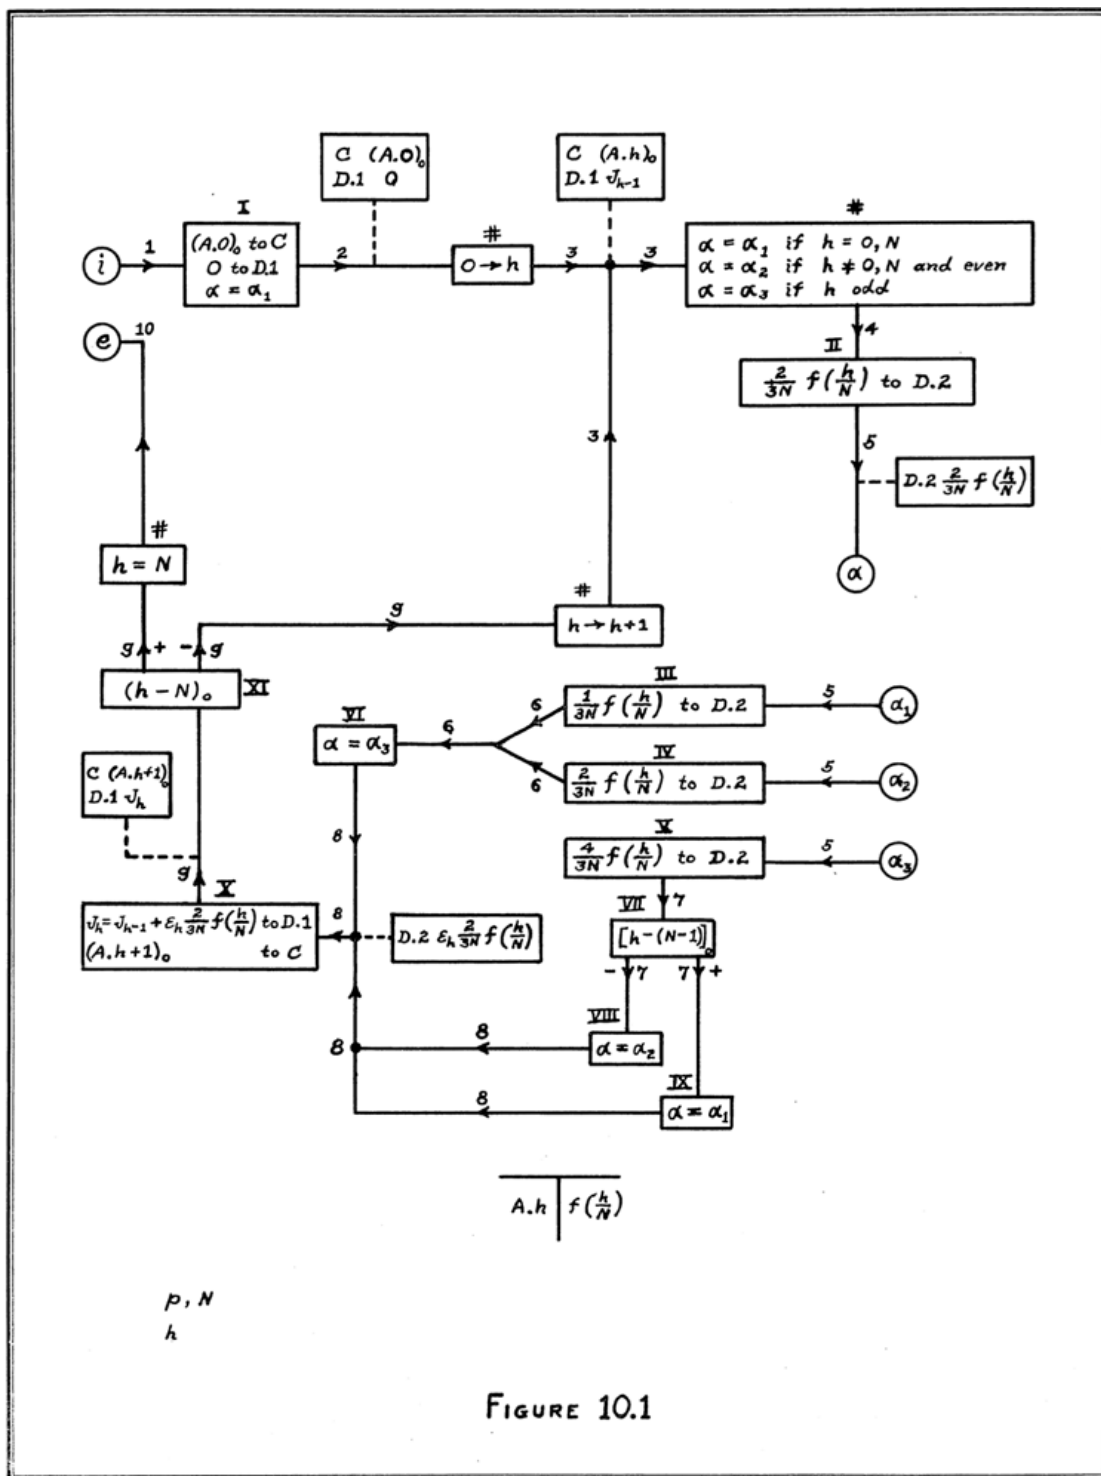 C (A.0)₀
D.1 0
C (A.h)₀
D.1 J_{h-1}
I
#
#
i
1
(A.0)₀ to C
0 to D.1
α = α₁
2
0 → h
3
3
α = α₁ if h = 0, N
α = α₂ if h ≠ 0, N and even
α = α₃ if h odd
4
e
10
II
2/3N f(h/N) to D.2
3
5
D.2 2/3N f(h/N)
α
#
h = N
#
h → h+1
g
g + - g
(h - N)₀
XI
III
1/3N f(h/N) to D.2
5
α₁
6
VI
α = α₃
6
IV
2/3N f(h/N) to D.2
5
α₂
6
C (A.h+1)₀
D.1 J_h
V
4/3N f(h/N) to D.2
5
α₃
8
g
X
J_h = J_{h-1} + ε_h 2/3N f(h/N) to D.1
(A.h+1)₀ to C
8
D.2 ε_h 2/3N f(h/N)
7
VII
[h-(N-1)]₀
- 7 7 +
VIII
α = α₂
8
8
IX
α = α₁
8
A.h f(h/N)
p, N
h
FIGURE 10.1